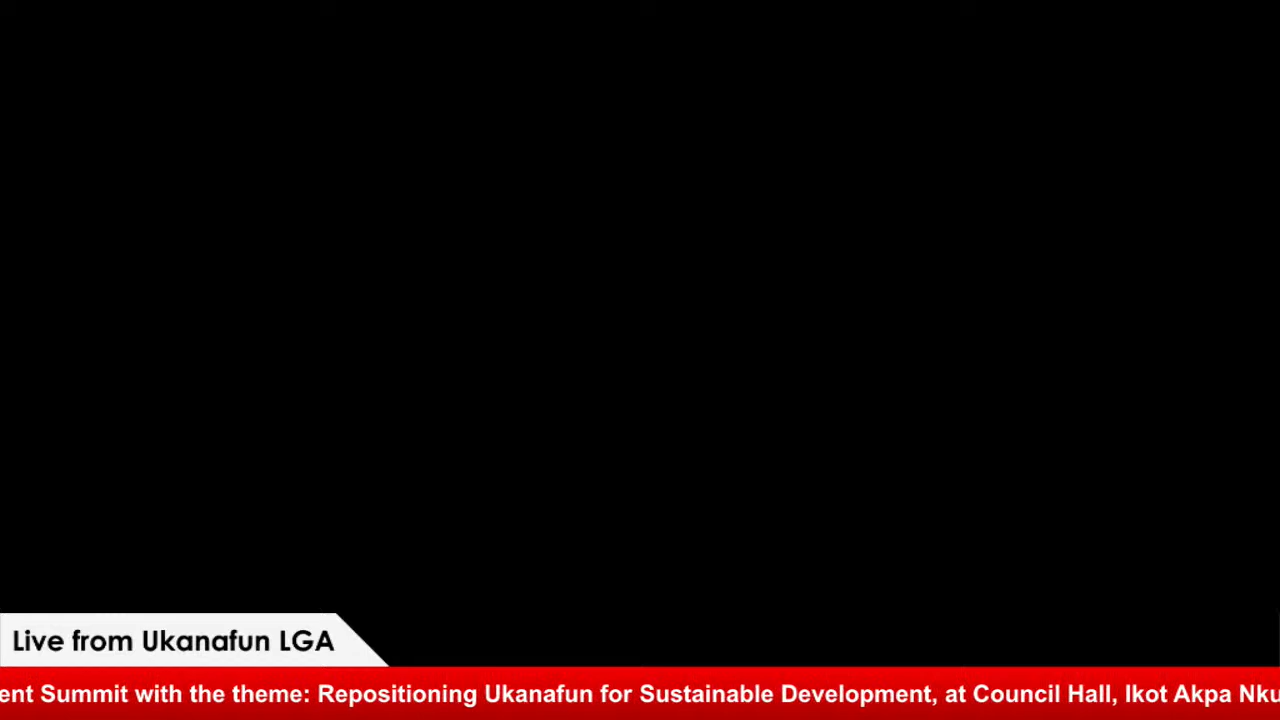 Live from Ukanafun LGA
Summit with the theme: Repositioning Ukanafun for Sustainable Development, at Council Hall, Ikot Akpa